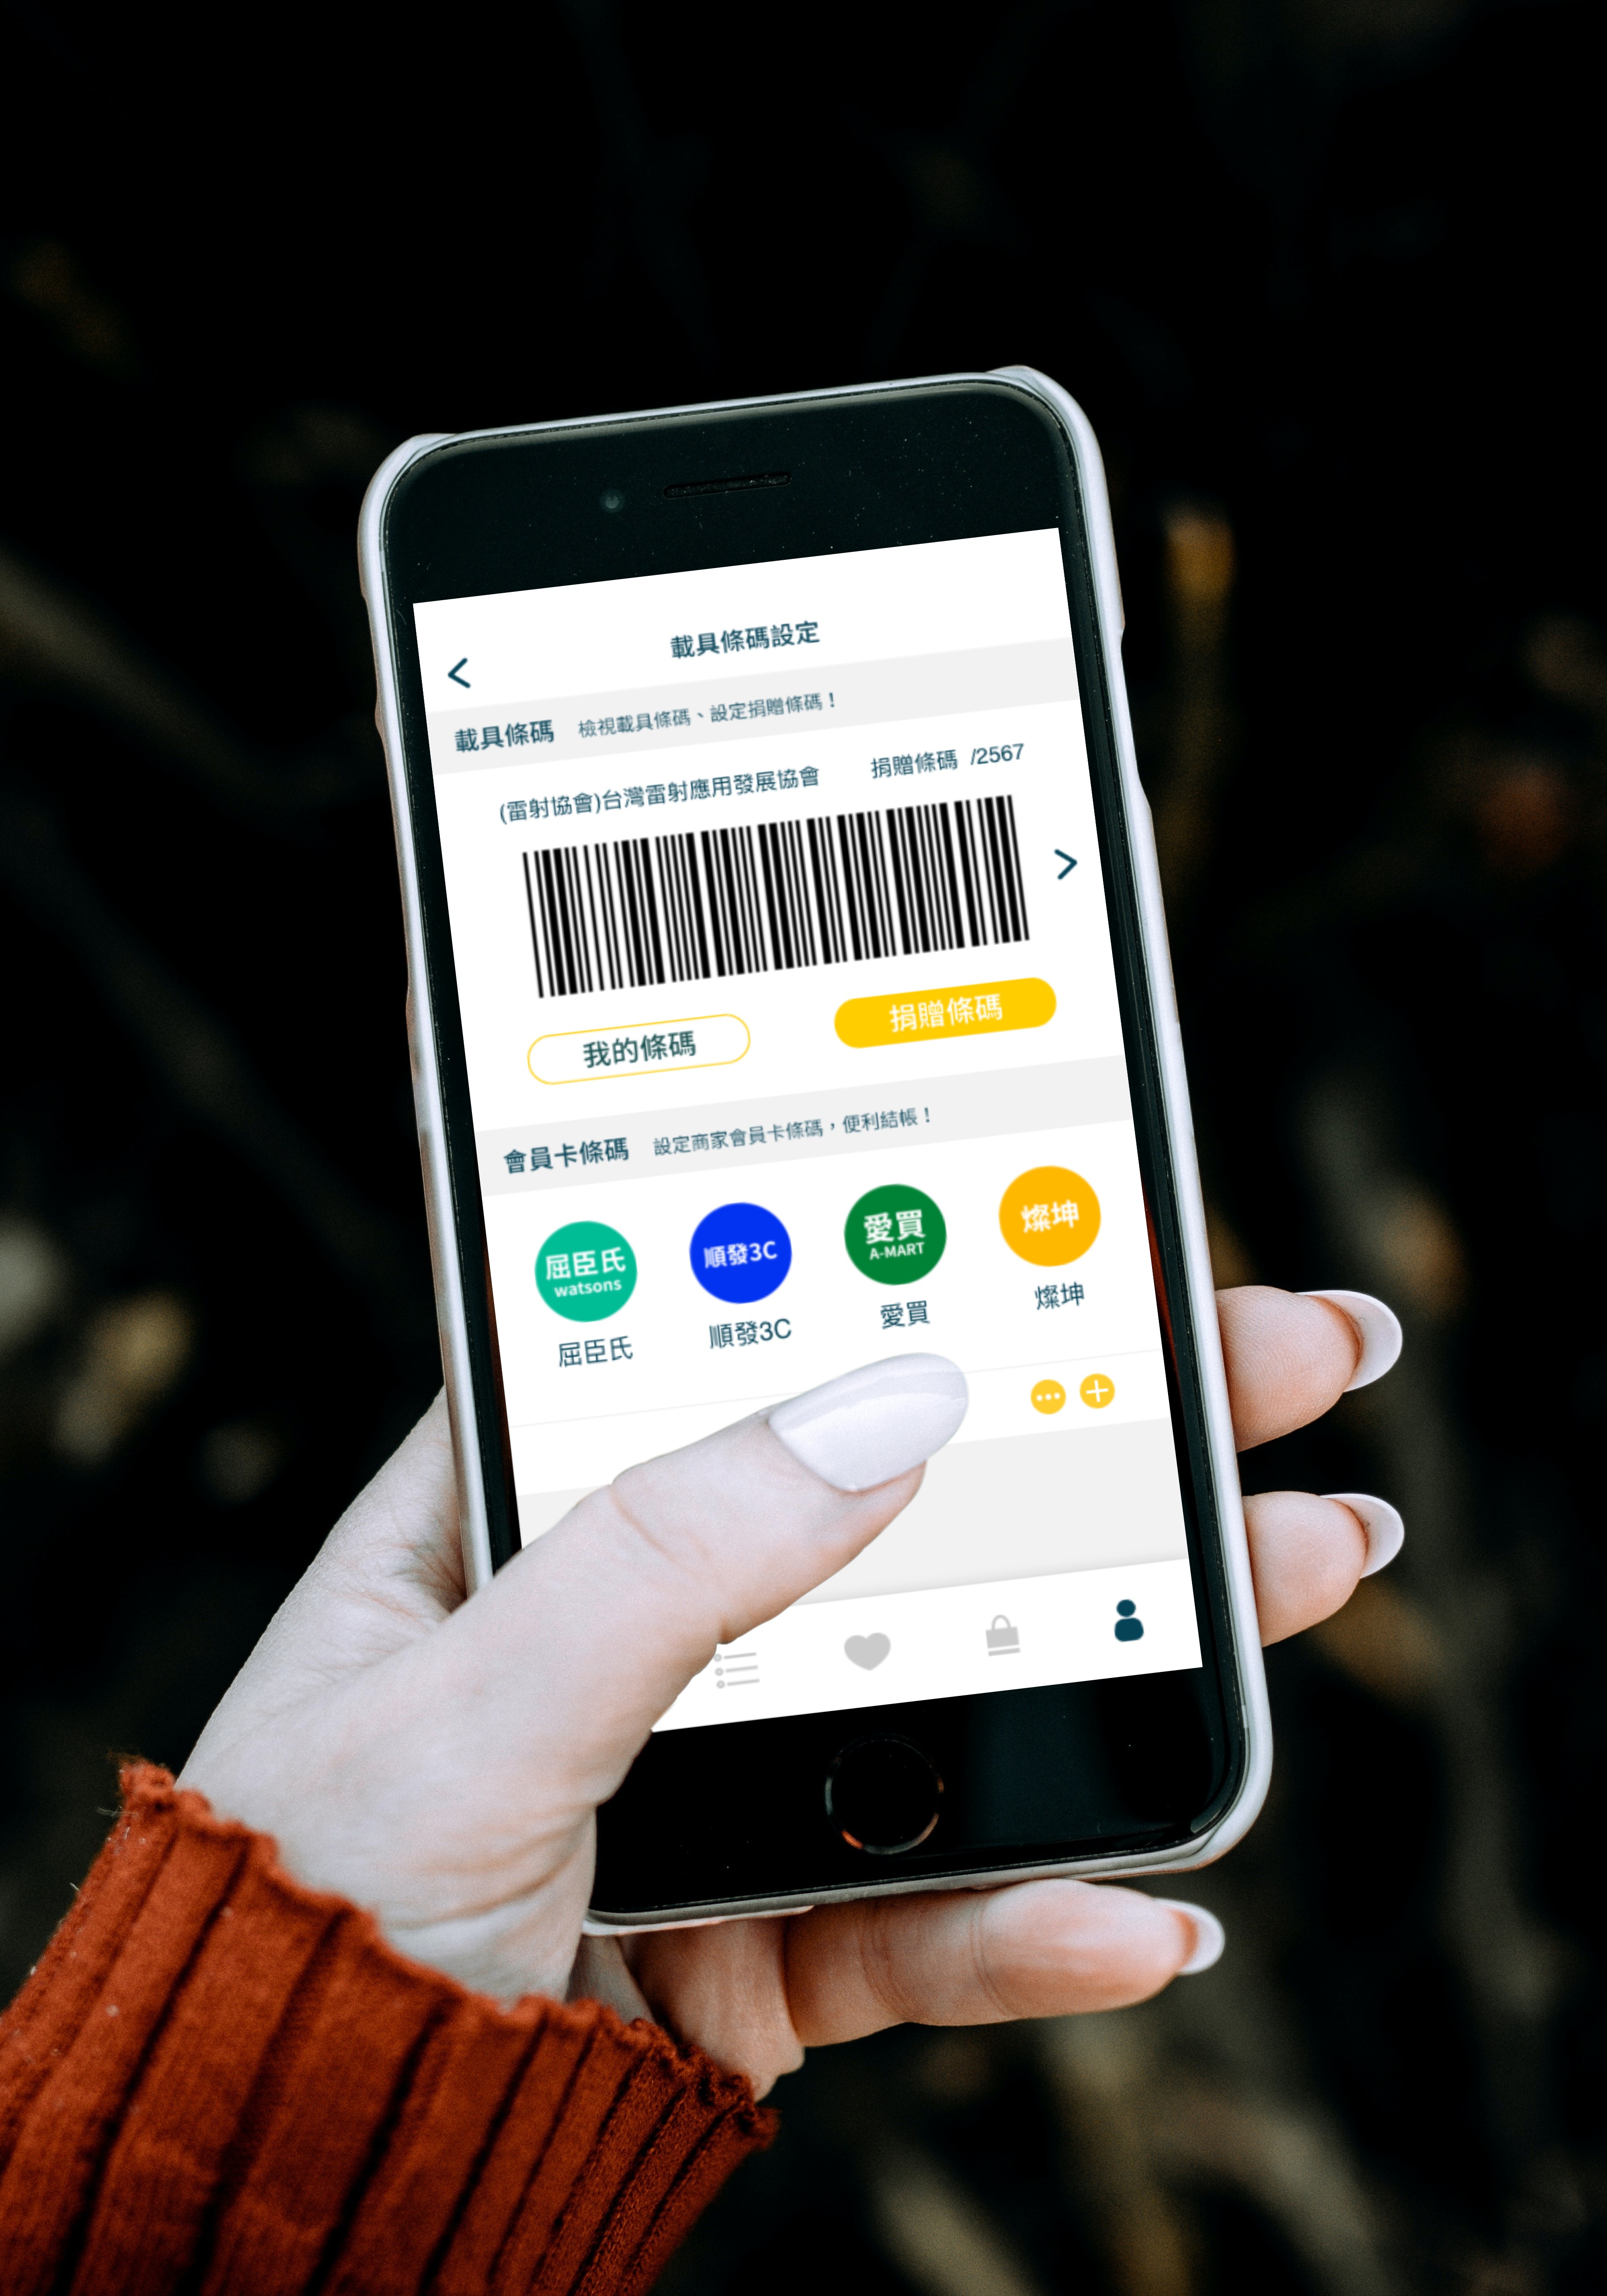 載具條碼設定
載具條碼 檢視載具條碼、設定捐贈條碼！
(雷射協會)台灣雷射應用發展協會 捐贈條碼 /2567
我的條碼 捐贈條碼
會員卡條碼 設定商家會員卡條碼，便利結帳！
屈臣氏
watsons
順發3C
愛買
A-MART
燦坤
屈臣氏 順發3C 愛買 燦坤